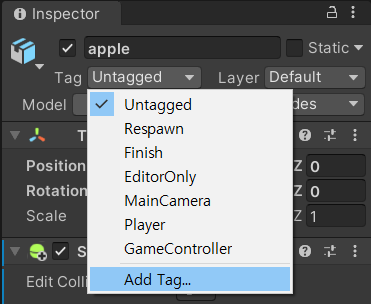 Inspector
apple
Static
Tag Untagged Layer Default
Model des
Untagged
Respawn
Finish
EditorOnly
MainCamera
Player
GameController
Add Tag...
T
Position Z 0
Rotation Z 0
Scale Z 1
S
Edit Colli